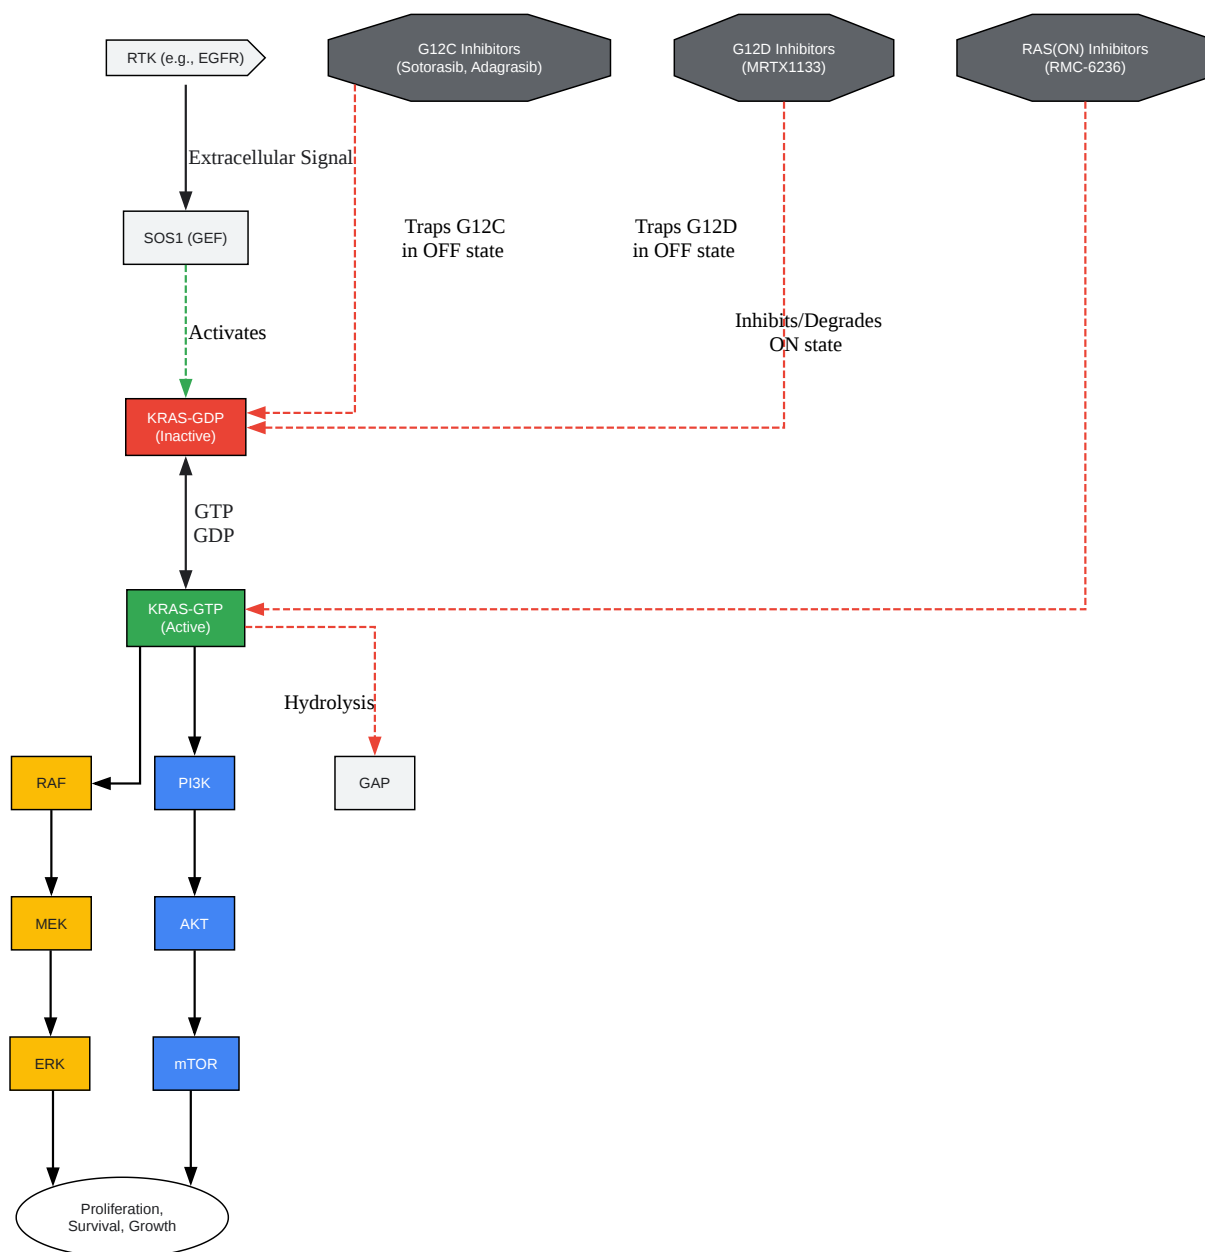 RTK (e.g., EGFR)
G12C Inhibitors
(Sotorasib, Adagrasib)
G12D Inhibitors
(MRTX1133)
RAS(ON) Inhibitors
(RMC-6236)
Extracellular Signal
SOS1 (GEF)
Traps G12C
in OFF state
Traps G12D
in OFF state
Activates
Inhibits/Degrades
ON state
KRAS-GDP
(Inactive)
GTP
GDP
KRAS-GTP
(Active)
Hydrolysis
RAF
PI3K
GAP
MEK
AKT
ERK
mTOR
Proliferation,
Survival, Growth